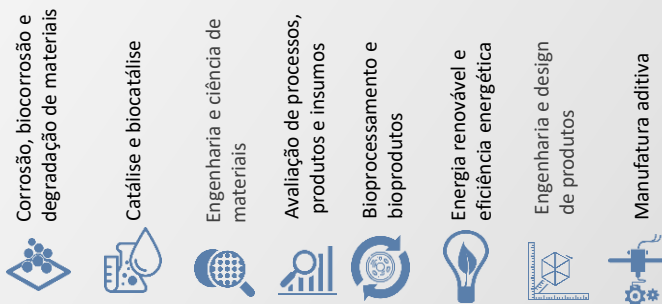 Corrosão, biocorrosão e
degradação de materiais
Catálise e biocatálise
Engenharia e ciência de
materiais
Avaliação de processos,
produtos e insumos
Bioprocessamento e
bioprodutos
Energia renovável e
eficiência energética
Engenharia e design
de produtos
Manufatura aditiva